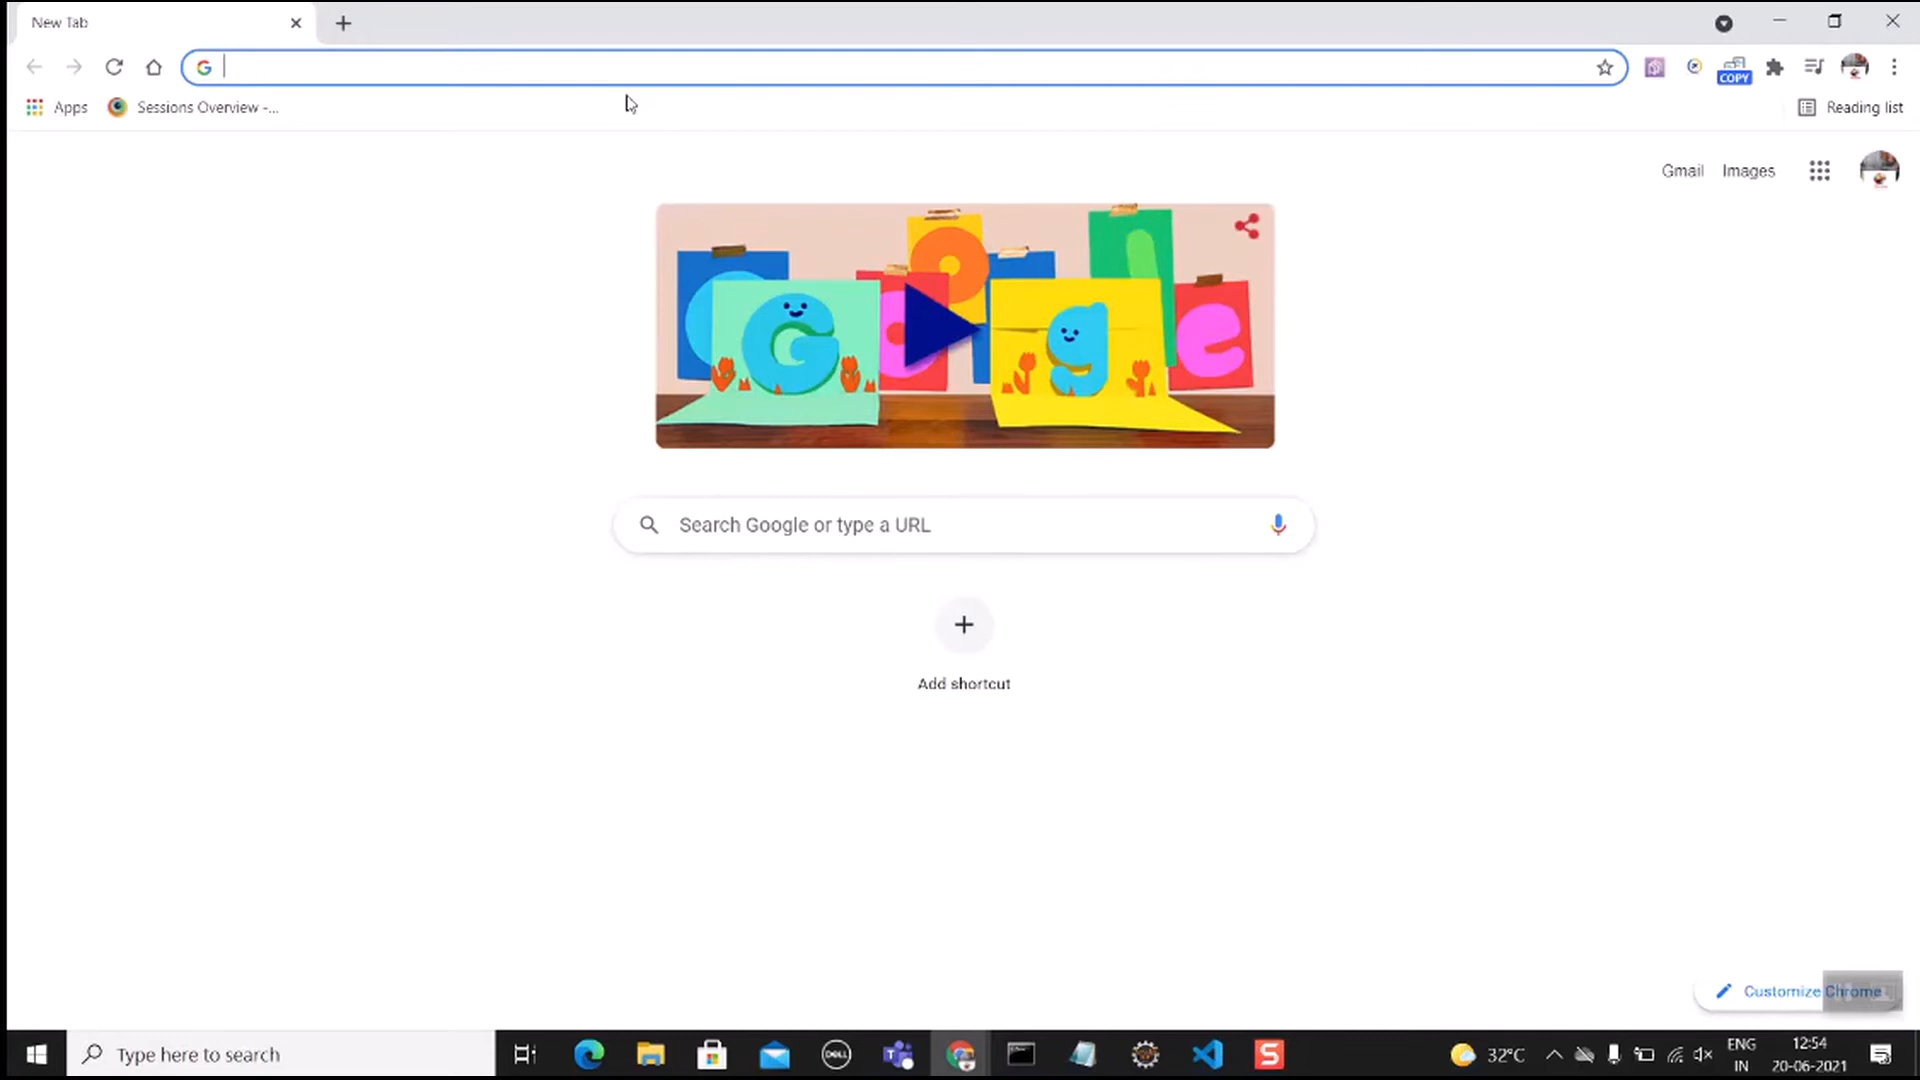 New Tab
COPY
Apps
Sessions Overview -...
Reading list
Gmail
Images
Search Google or type a URL
Add shortcut
Customize Chrome
Type here to search
DELL
32°C
ENG
IN
12:54
20-06-2021